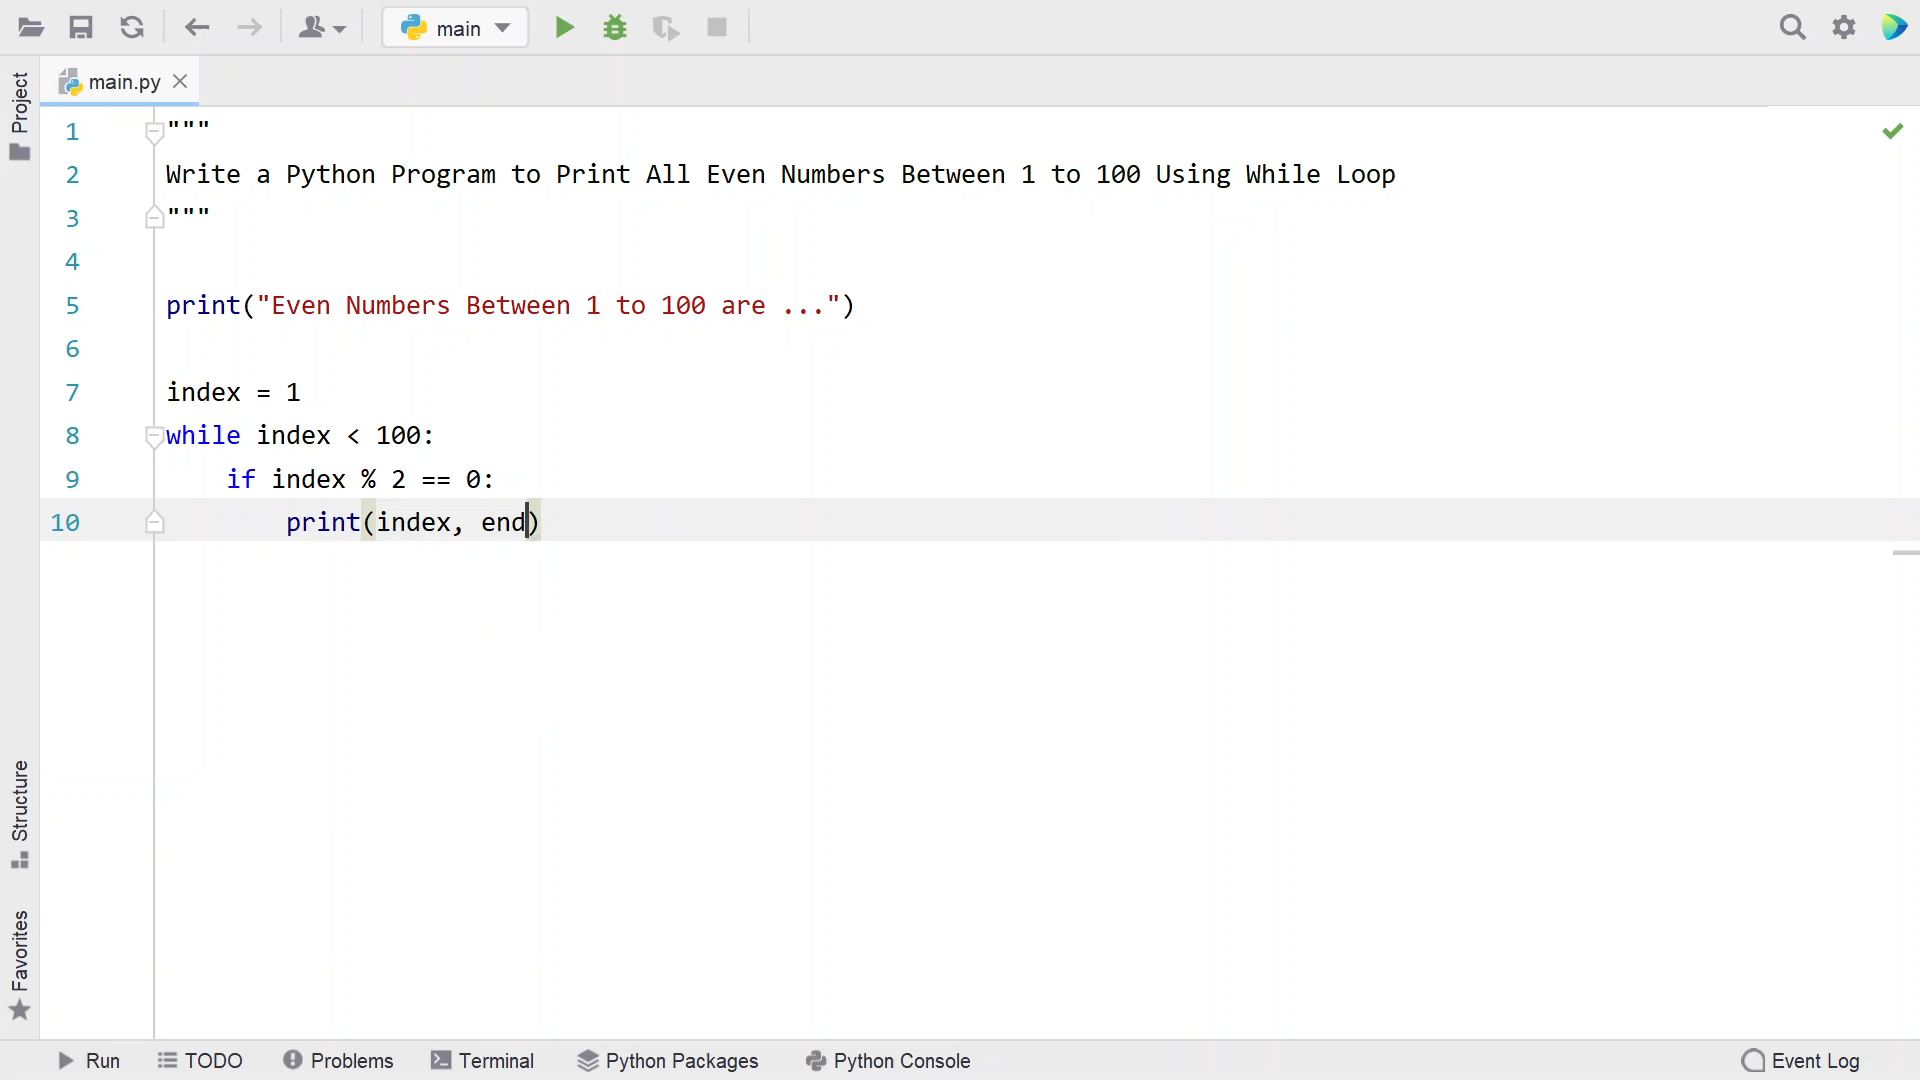 main
Project
main.py
1 """
2 Write a Python Program to Print All Even Numbers Between 1 to 100 Using While Loop
3 """
4
5 print("Even Numbers Between 1 to 100 are ...")
6
7 index = 1
8 while index < 100:
9 if index % 2 == 0:
10 print(index, end)
Structure
Favorites
Run TODO Problems Terminal Python Packages Python Console Event Log